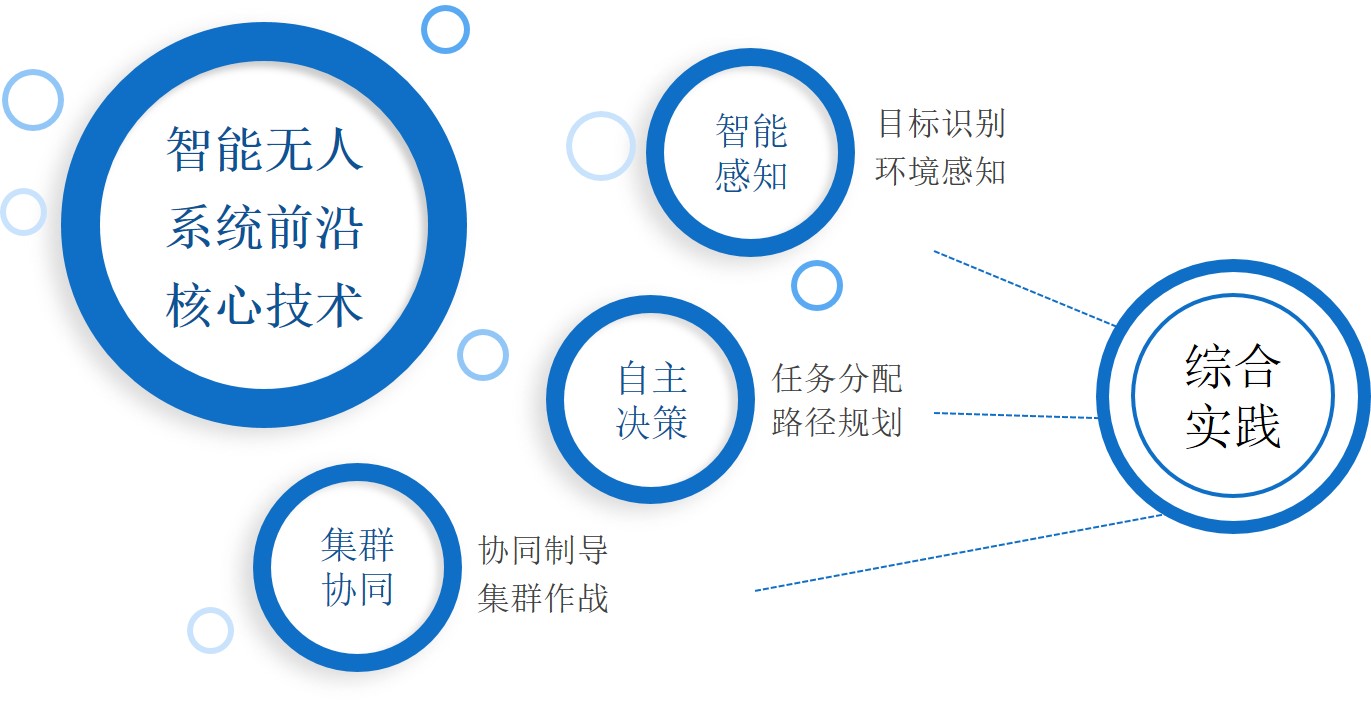 智能无人
系统前沿
核心技术
智能
感知
目标识别
环境感知
自主
决策
任务分配
路径规划
集群
协同
协同制导
集群作战
综合
实践